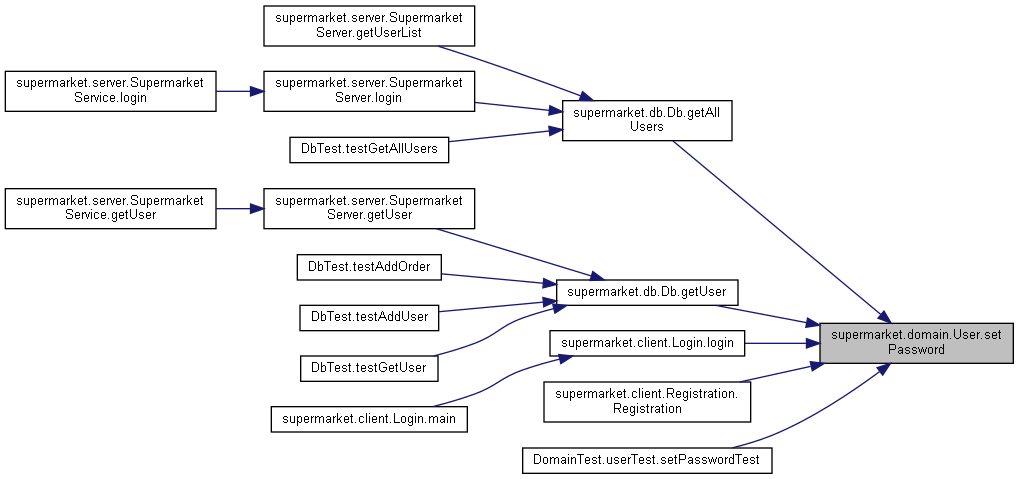 supermarket.server.Supermarket
Server.getUserList
supermarket.server.Supermarket
Service.login
supermarket.server.Supermarket
Server.login
supermarket.db.Db.getAll
Users
DbTest.testGetAllUsers
supermarket.server.Supermarket
Service.getUser
supermarket.server.Supermarket
Server.getUser
DbTest.testAddOrder
supermarket.db.Db.getUser
DbTest.testAddUser
supermarket.domain.User.set
Password
supermarket.client.Login.login
DbTest.testGetUser
supermarket.client.Registration.
Registration
supermarket.client.Login.main
DomainTest.userTest.setPasswordTest